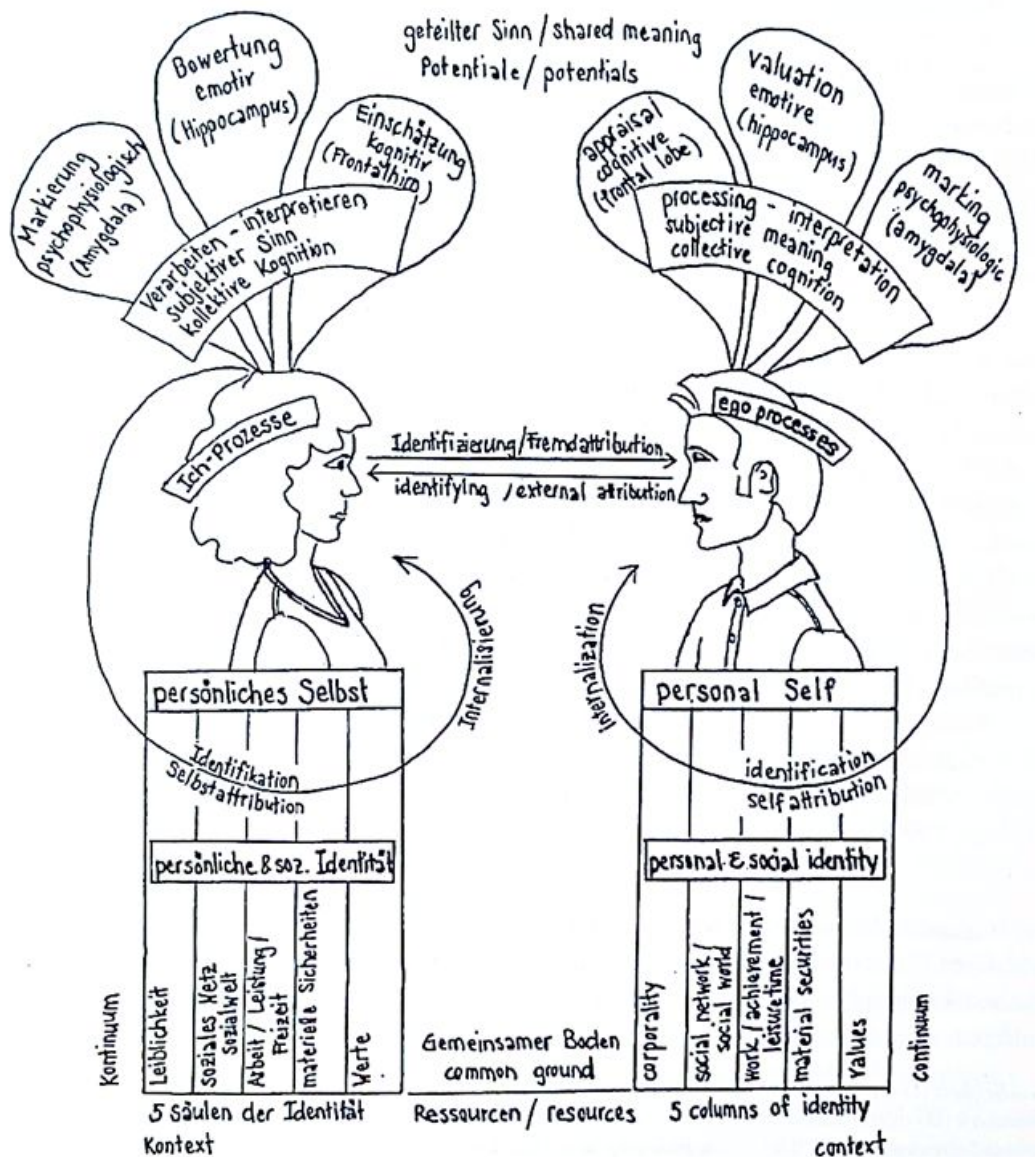 geteilter Sinn / shared meaning
Potentiale / potentials
Bowertung
emotiv
(Hippocampus)
Markierung
psychophysiologisch
(Amygdala)
Einschätzung
kognitiv
(Frontathirn)
verarbeiten - interpretieren
subjektiver Sinn
kollektive Kognition
appraisal
cognitive
(frontal lobe)
valuation
emotive
(hippocampus)
marking
psychophysiologic
(amygdala)
processing - interpretation
subjective meaning
collective cognition
Ich-Prozesse
ego processes
Identifizierung/Fremdattribution
identifying /external attribution
Internalisierung
internalization
persönliches Selbst
Identifikation
Selbstattribution
persönliche & soz. Identität
Kontinuum
Leiblichkeit
soziales Netz
Sozialwelt
Arbeit / Leistung /
Freizeit
materielle Sicherheiten
Werte
5 Säulen der Identität
Kontext
Gemeinsamer Boden
common ground
Ressourcen / resources
personal Self
identification
self attribution
personal & social identity
corporality
social network /
social world
work / achievement /
leisuretime
material securities
Values
continuum
5 columns of identity
context